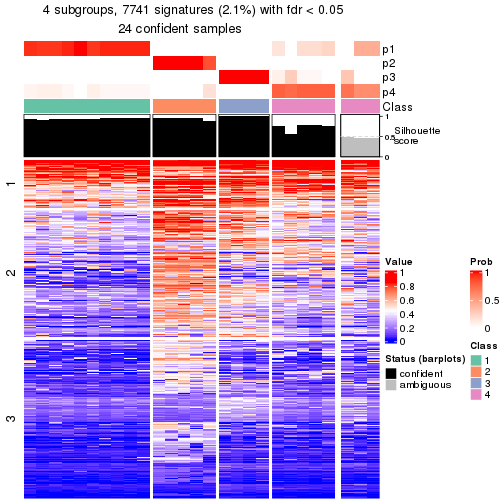 4 subgroups, 7741 signatures (2.1%) with fdr < 0.05
24 confident samples
p1
p2
p3
p4
Class
1
0.5
0
Silhouette
score
1
2
3
Value
1
0.8
0.6
0.4
0.2
0
Prob
1
0.5
0
Status (barplots)
confident
ambiguous
Class
1
2
3
4